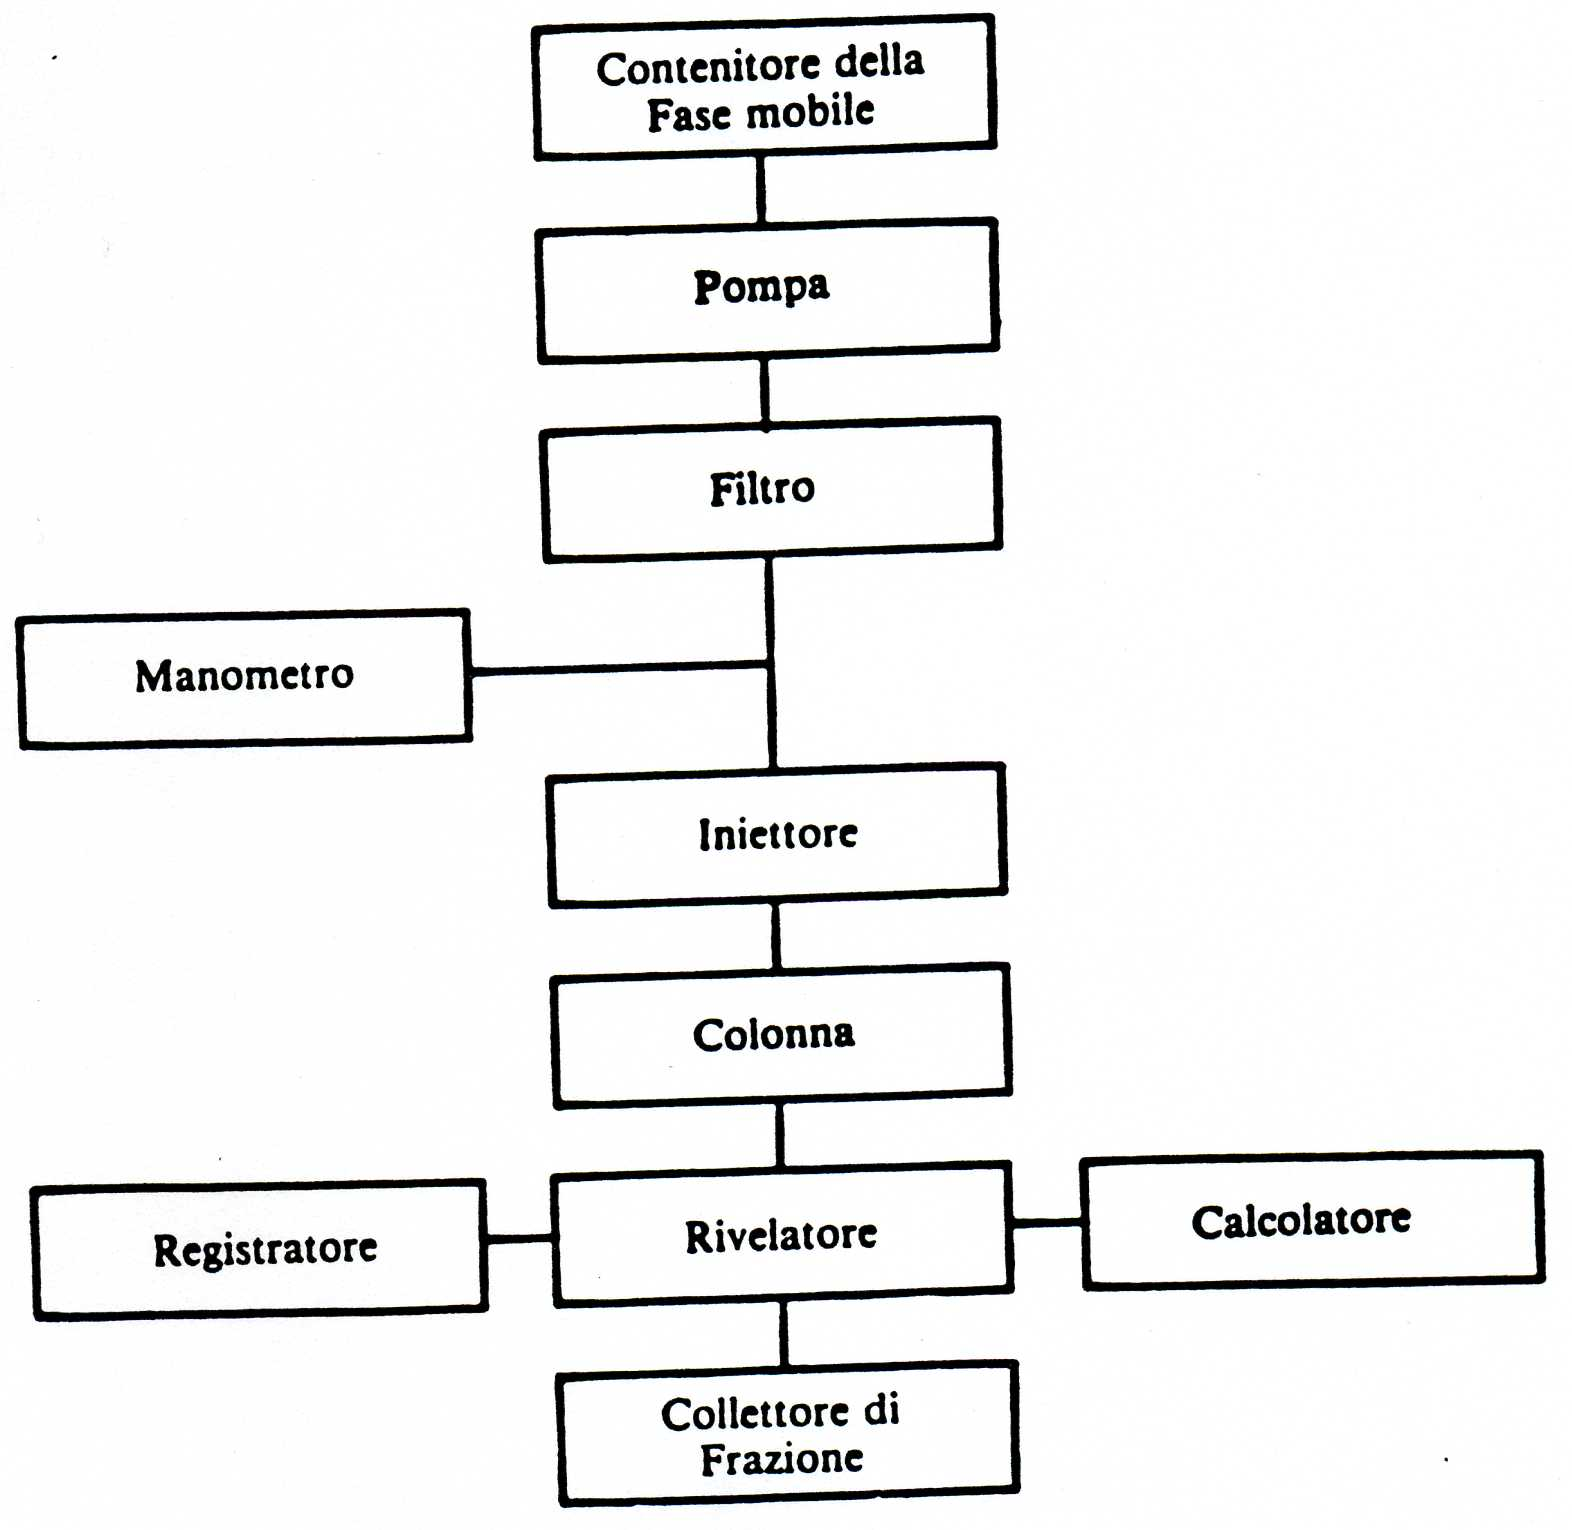 Contenitore della
Fase mobile
Pompa
Filtro
Manometro
Iniettore
Colonna
Registratore
Rivelatore
Calcolatore
Collettore di
Frazione